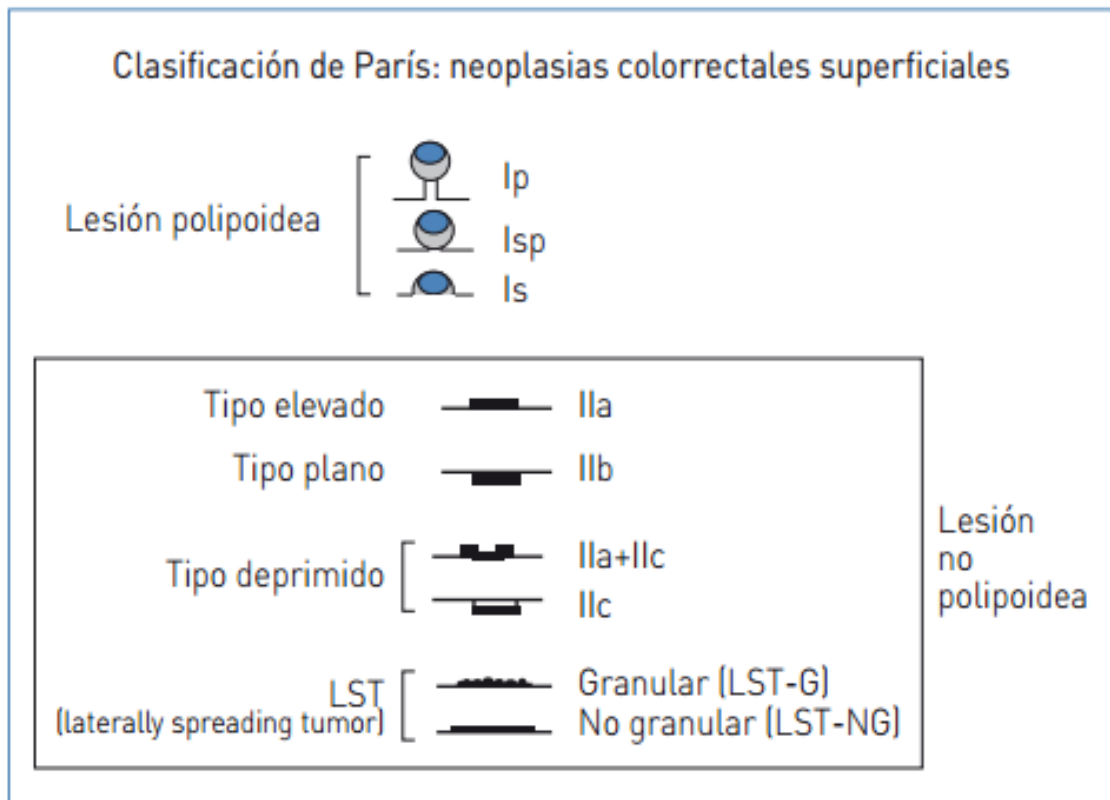 Clasificación de París: neoplasias colorrectales superficiales
Lesión polipoidea
Ip
Isp
Is
Tipo elevado
IIa
Tipo plano
IIb
Tipo deprimido
IIa+IIc
IIc
LST
(laterally spreading tumor)
Granular (LST-G)
No granular (LST-NG)
Lesión
no
polipoidea